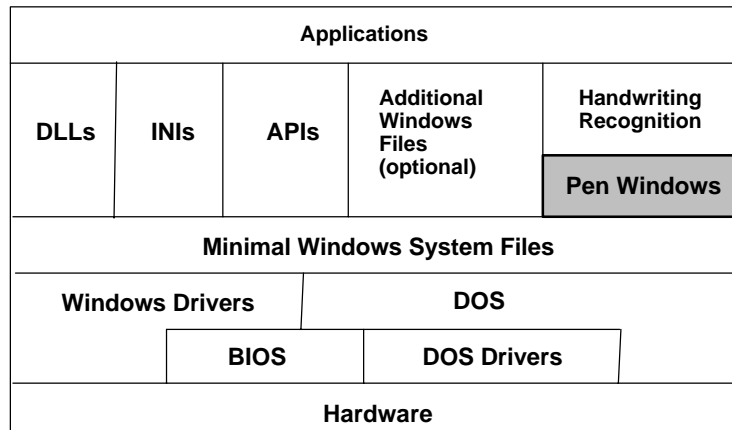 Applications
DLLs
INIs
APIs
Additional
Windows
Files
(optional)
Handwriting
Recognition
Pen Windows
Minimal Windows System Files
Windows Drivers
DOS
BIOS
DOS Drivers
Hardware